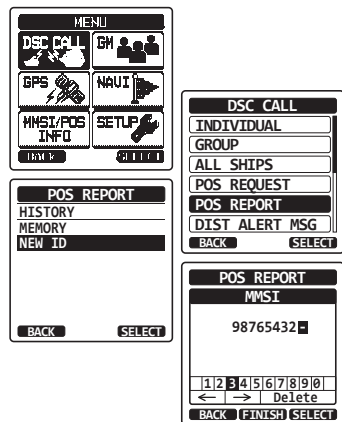 MENU
DSC CALL
GM
GPS
NAVI
MMSI/POS
INFO
SETUP
BACK
SELECT
DSC CALL
INDIVIDUAL
GROUP
ALL SHIPS
POS REQUEST
POS REPORT
DIST ALERT MSG
BACK
SELECT
POS REPORT
HISTORY
MEMORY
NEW ID
BACK
SELECT
POS REPORT
MMSI
98765432-
1 2 3 4 5 6 7 8 9 0
← → Delete
BACK FINISH SELECT